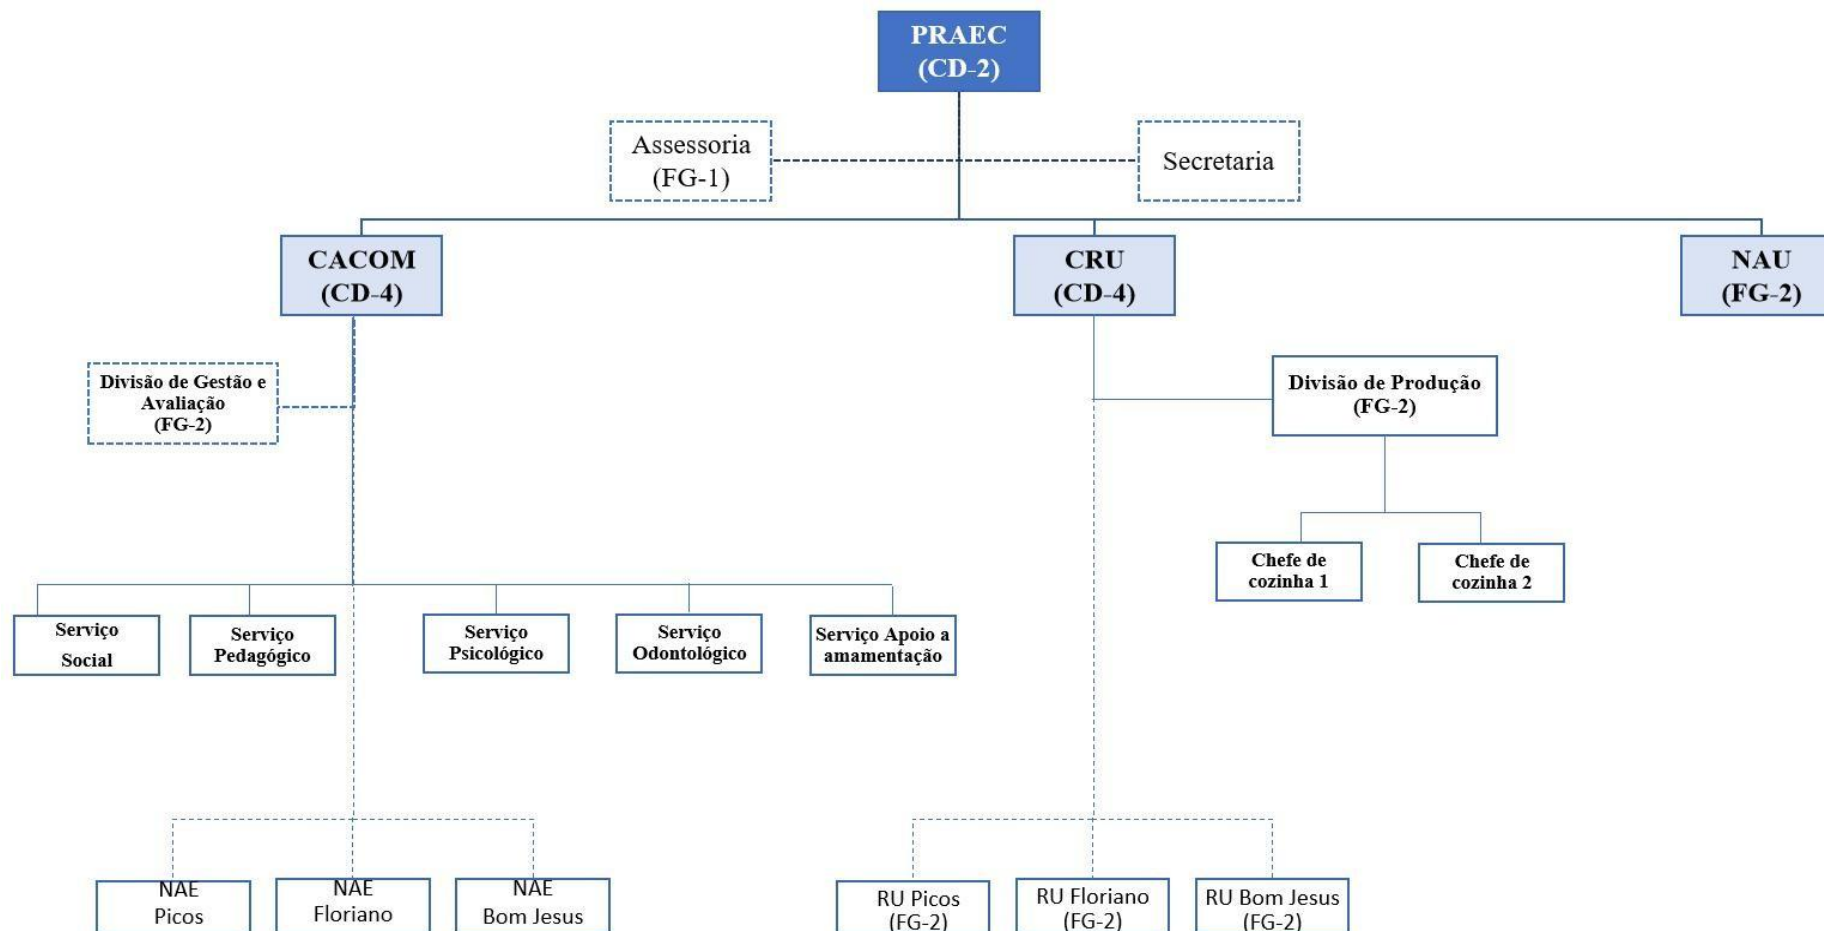 PRAEC
(CD-2)
Assessoria
(FG-1)
Secretaria
CACOM
(CD-4)
CRU
(CD-4)
NAU
(FG-2)
Divisão de Gestão e
Avaliação
(FG-2)
Divisão de Produção
(FG-2)
Chefe de
cozinha 1
Chefe de
cozinha 2
Serviço
Social
Serviço
Pedagógico
Serviço
Psicológico
Serviço
Odontológico
Serviço Apoio a
amamentação
NAE
Picos
NAE
Floriano
NAE
Bom Jesus
RU Picos
(FG-2)
RU Floriano
(FG-2)
RU Bom Jesus
(FG-2)